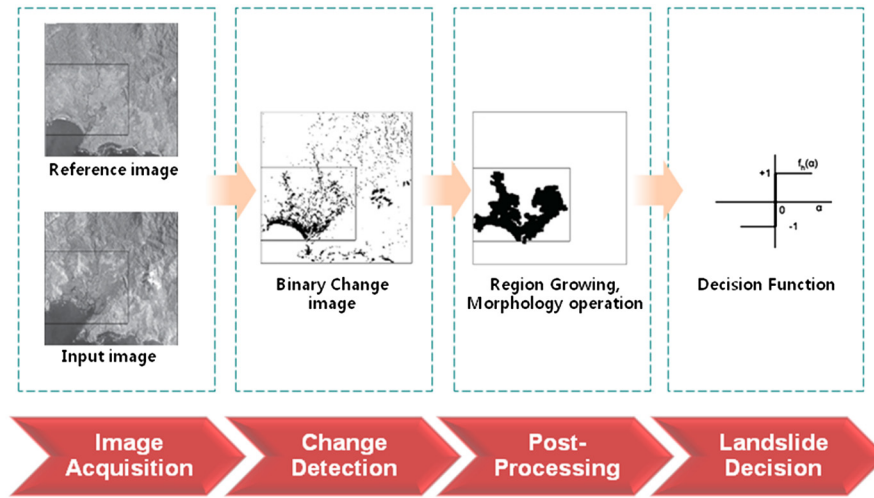 Reference image
Input image
Binary Change
image
Region Growing,
Morphology operation
+1
fh(α)
0
α
-1
Decision Function
Image
Acquisition
Change
Detection
Post-
Processing
Landslide
Decision